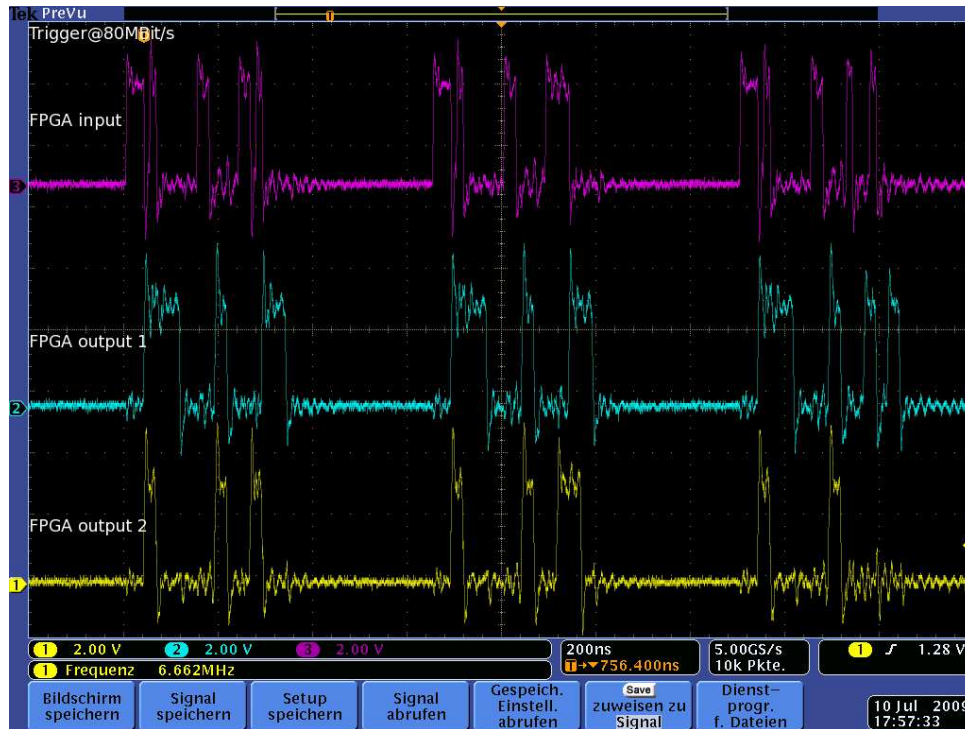 Tek PreVu
T
Trigger@80MBit/s
FPGA input
3
FPGA output 1
2
FPGA output 2
1
1 2.00 V 2 2.00 V 3 2.00 V
1 Frequenz 6.662MHz
200ns
T→▼756.400ns
5.00GS/s
10k Pkte.
1 1.28 V
Bildschirm
speichern
Signal
speichern
Setup
speichern
Signal
abrufen
Gespeich.
Einstell.
abrufen
Save
zuweisen zu
Signal
Dienst–
progr.
f. Dateien
10 Jul 2009
17:57:33